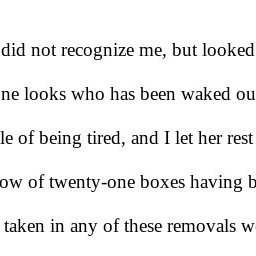 did not recognize me, but looked
ne looks who has been waked ou
le of being tired, and I let her rest
ow of twenty-one boxes having b
taken in any of these removals w